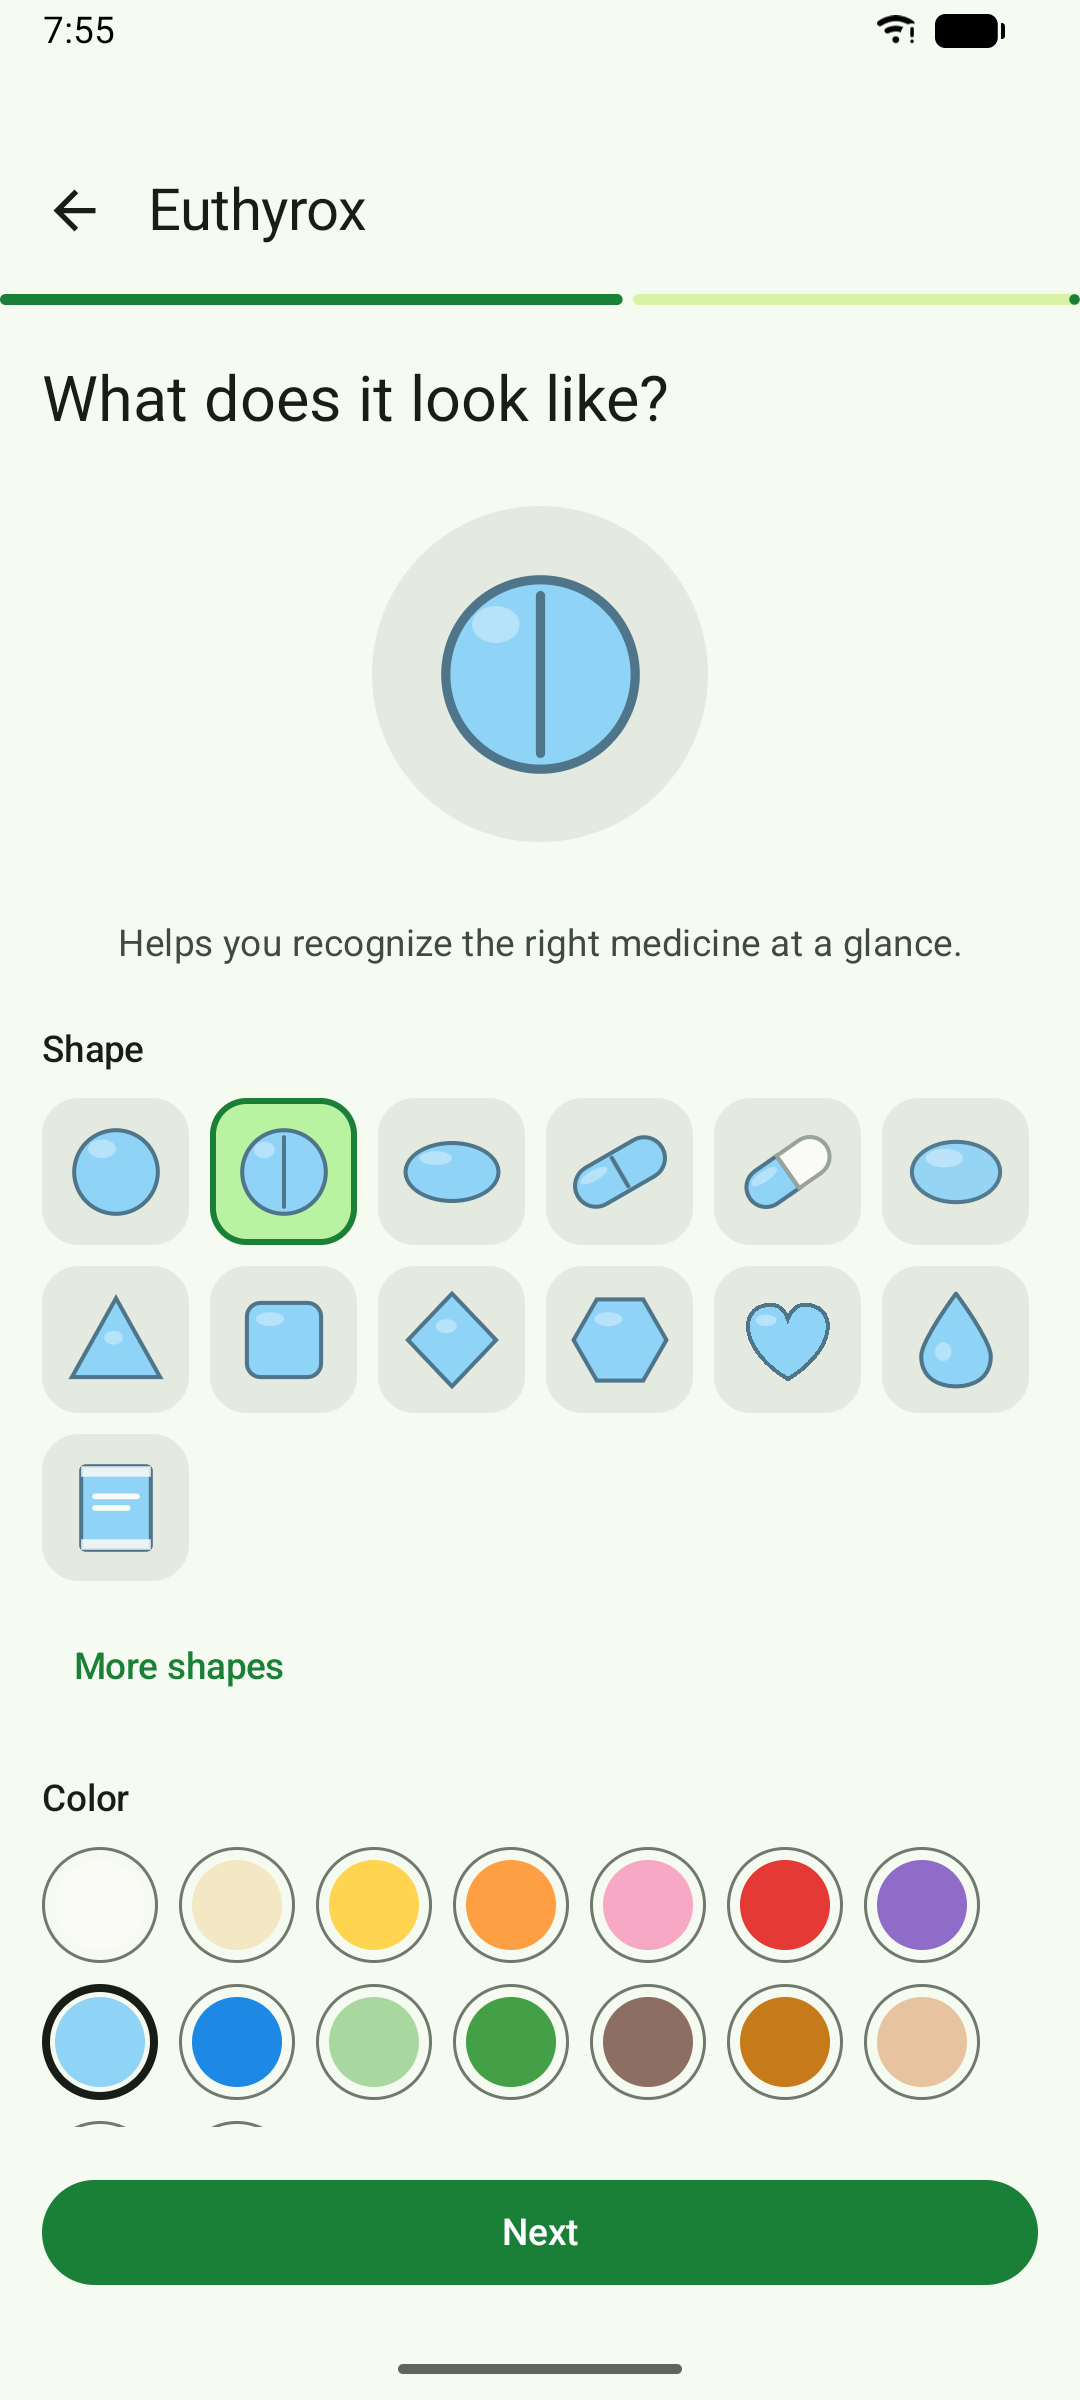 7:55
Euthyrox
What does it look like?
Helps you recognize the right medicine at a glance.
Shape
More shapes
Color
Next